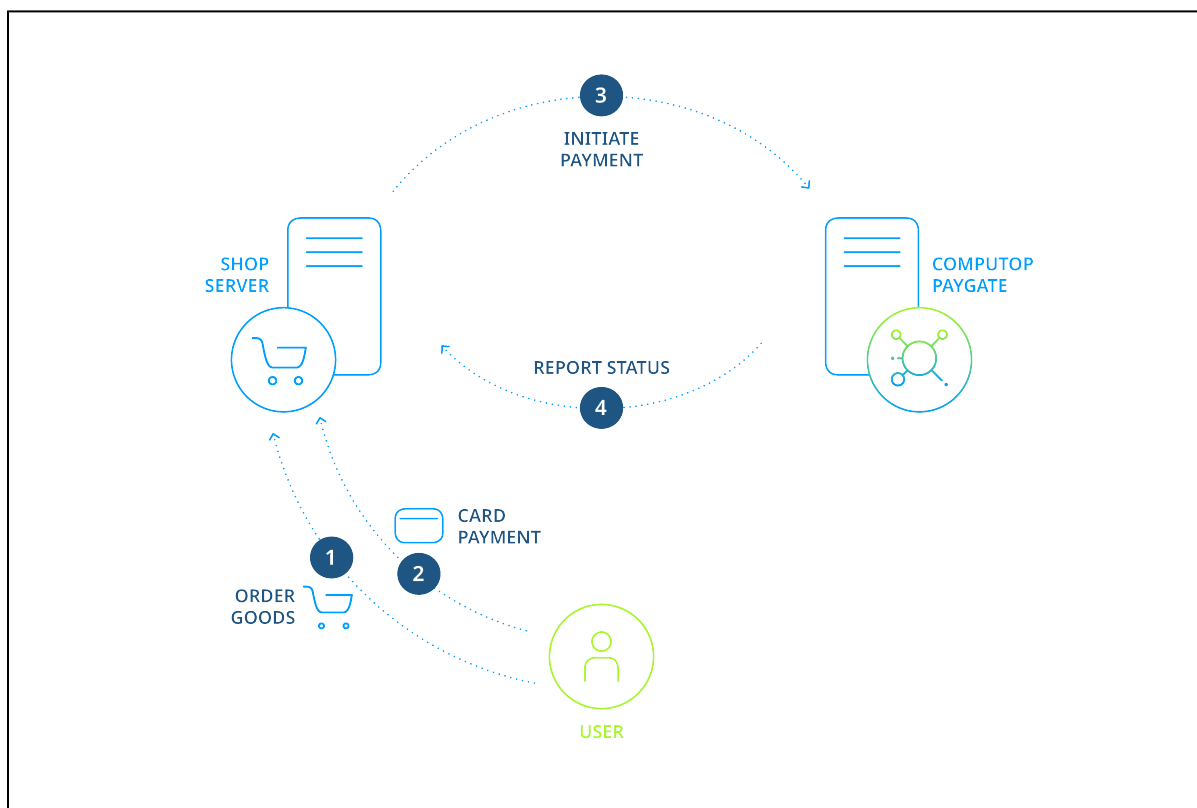 3
INITIATE
PAYMENT
SHOP
SERVER
COMPUTOP
PAYGATE
REPORT STATUS
4
CARD
PAYMENT
1
2
ORDER
GOODS
USER